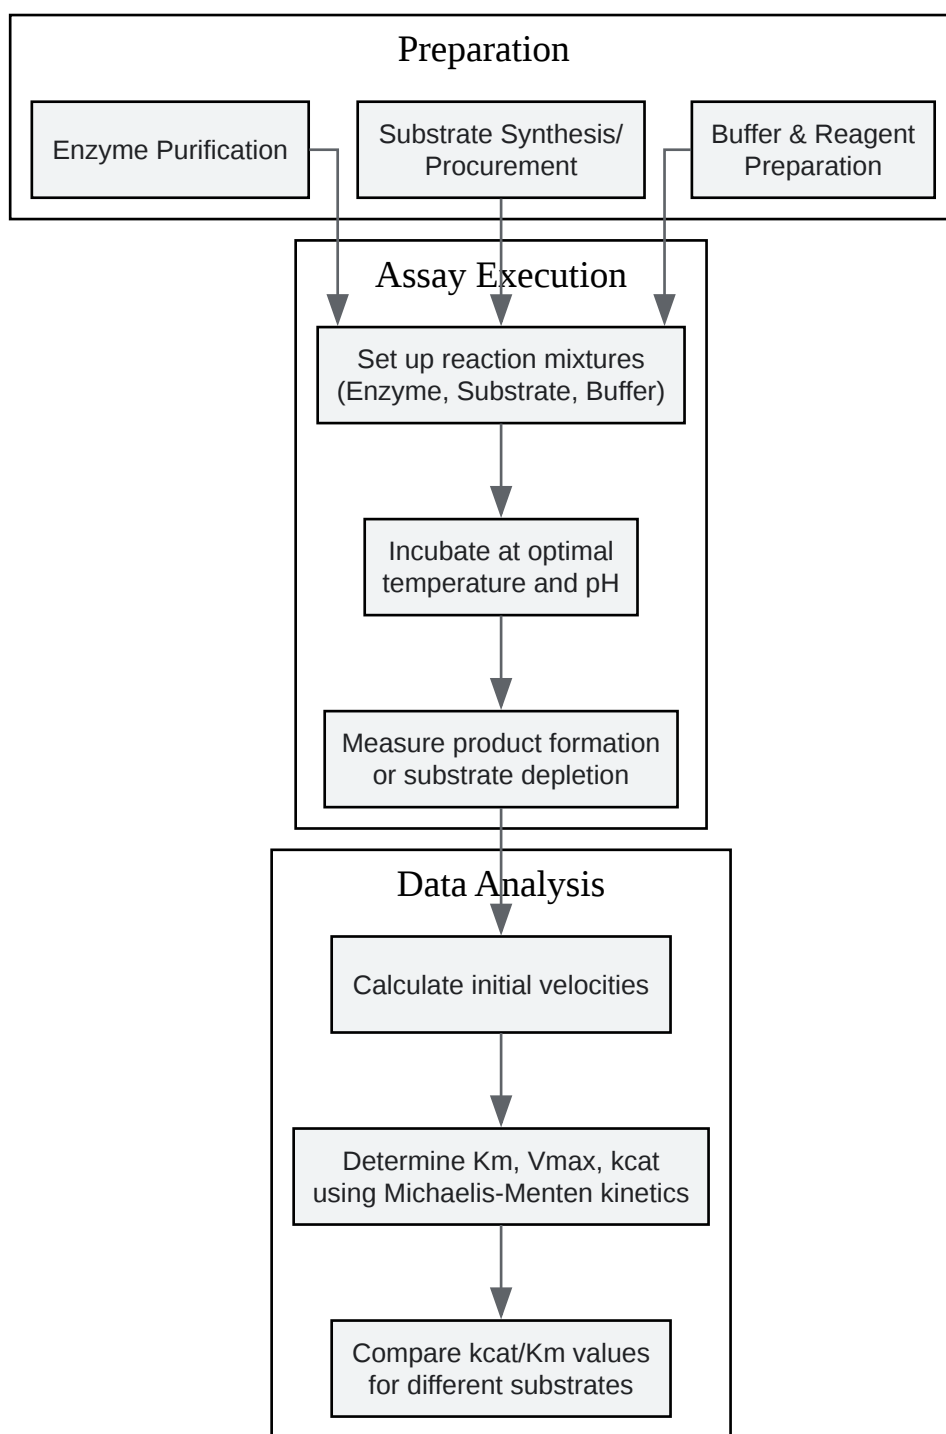 Preparation
Enzyme Purification
Substrate Synthesis/
Procurement
Buffer & Reagent
Preparation
Assay Execution
Set up reaction mixtures
(Enzyme, Substrate, Buffer)
Incubate at optimal
temperature and pH
Measure product formation
or substrate depletion
Data Analysis
Calculate initial velocities
Determine Km, Vmax, kcat
using Michaelis-Menten kinetics
Compare kcat/Km values
for different substrates